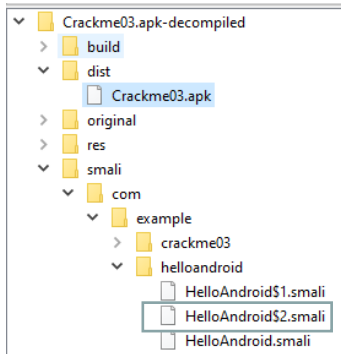 Crackme03.apk-decompiled
build
dist
Crackme03.apk
original
res
smali
com
example
crackme03
helloandroid
HelloAndroid$1.smali
HelloAndroid$2.smali
HelloAndroid.smali